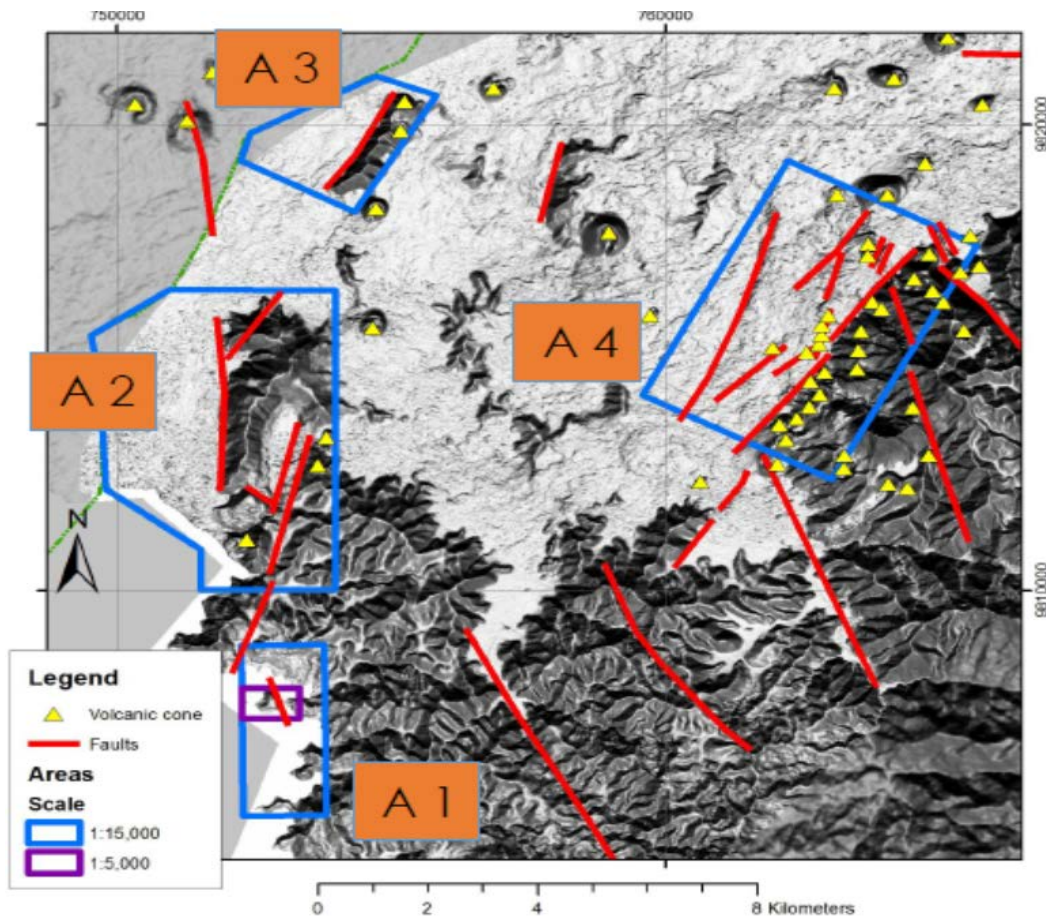 750000
760000
A 3
9820000
A 4
A 2
N
9810000
Legend
Volcanic cone
Faults
Areas
Scale
1:15,000
1:5,000
A 1
0 2 4 8 Kilometers